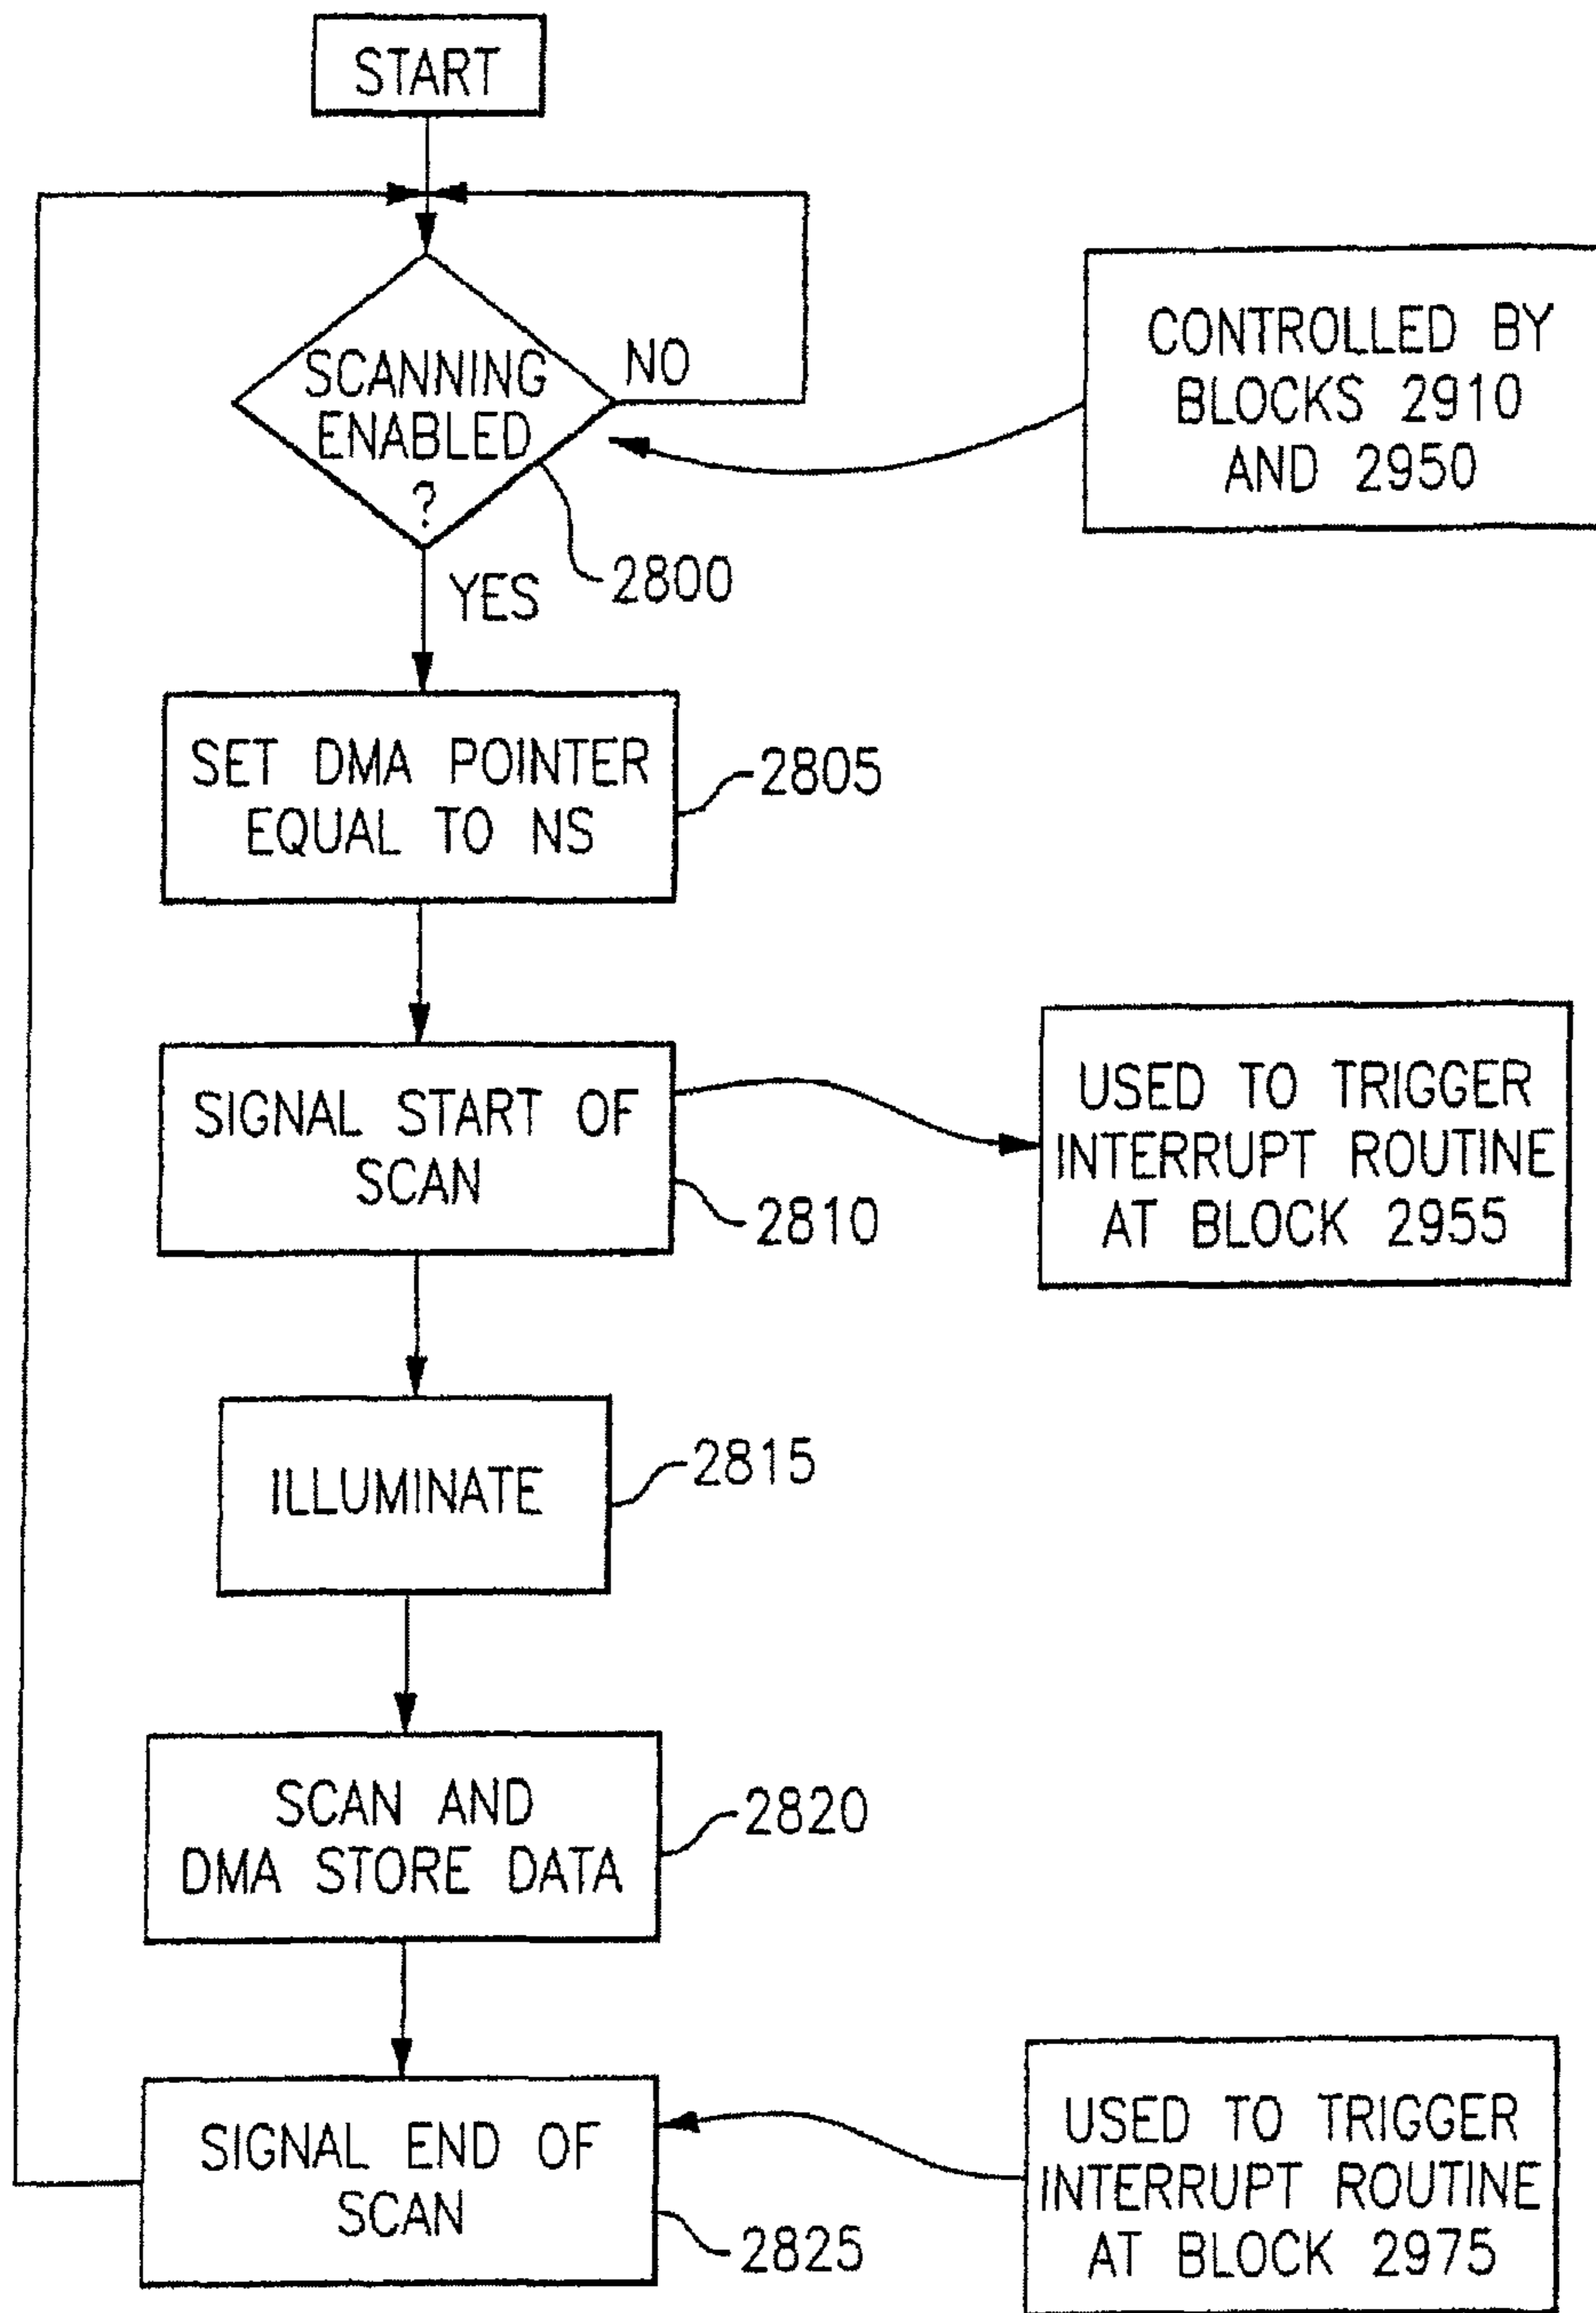 START
SCANNING
ENABLED
?
NO
YES
2800
CONTROLLED BY
BLOCKS 2910
AND 2950
SET DMA POINTER
EQUAL TO NS
2805
SIGNAL START OF
SCAN
2810
USED TO TRIGGER
INTERRUPT ROUTINE
AT BLOCK 2955
ILLUMINATE
2815
SCAN AND
DMA STORE DATA
2820
SIGNAL END OF
SCAN
2825
USED TO TRIGGER
INTERRUPT ROUTINE
AT BLOCK 2975